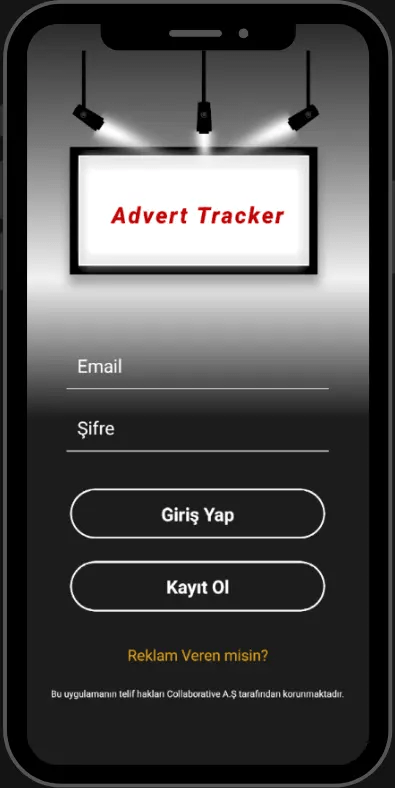 Advert Tracker
Email
Şifre
Giriş Yap
Kayıt Ol
Reklam Veren misin?
Bu uygulamanın telif hakları Collaborative A.Ş tarafından korunmaktadır.